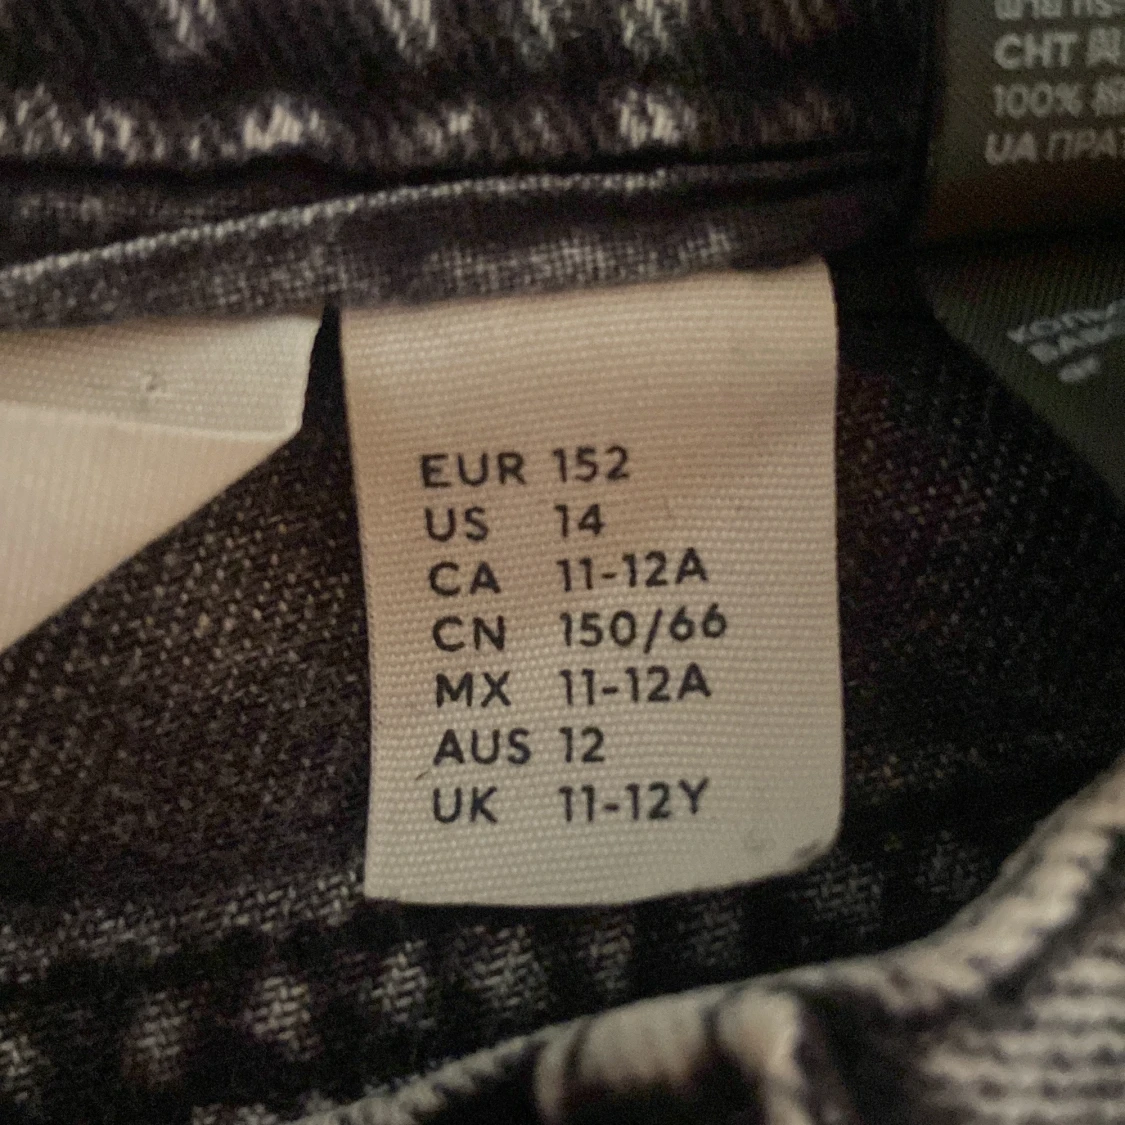 CHT
100%
UA ПРАТ
EUR 152
US 14
CA 11-12A
CN 150/66
MX 11-12A
AUS 12
UK 11-12Y